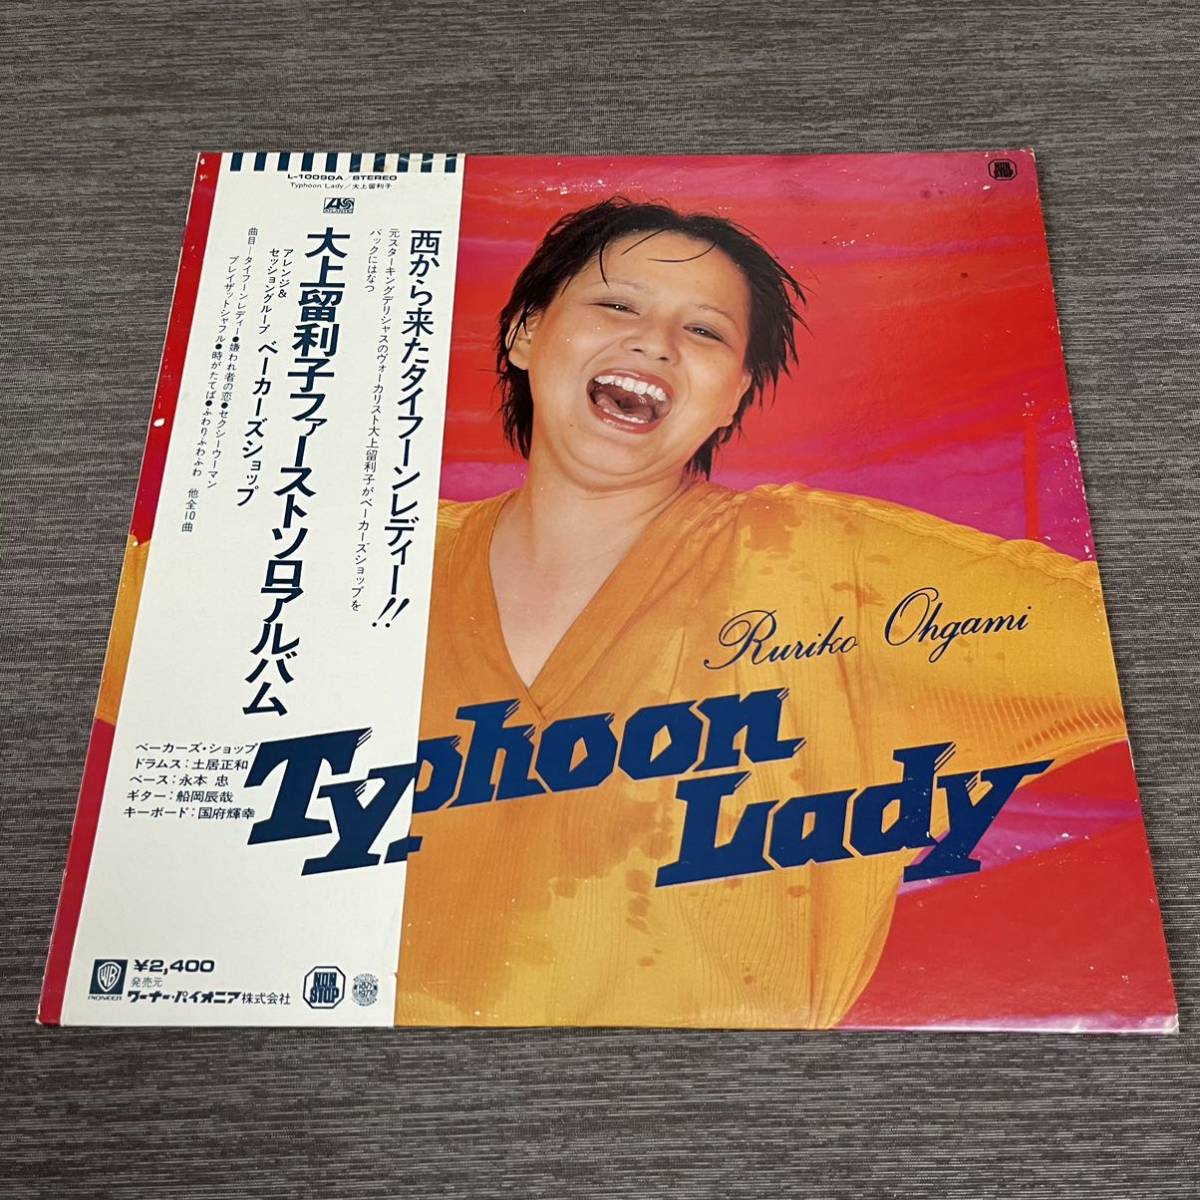 L-10090A/STEREO
Typhoon Lady/大上留利子
ATLANTIC
西から来たタイフーンレディー!!
元スターキングデリシャスのヴォーカリスト大上留利子がベーカーズショップを
バックにはなつ
大上留利子ファーストソロアルバム
アレンジ&
セッショングループ ベーカーズショップ
曲目―タイフーンレディー●嫌われ者の恋●セクシーウーマン
プレイザットシャフル●時がたてば●ふわりふわふわ 他全10曲
ベーカーズ・ショップ
ドラムス:土居正和
ベース:永本 忠
ギター:船岡辰哉
キーボード:国府輝幸
WB
PIONEER
¥2,400
発売元
ワーナー・パイオニア株式会社
NON
STOP
NON
STOP
Ruriko Ohgami
Typhoon
Lady